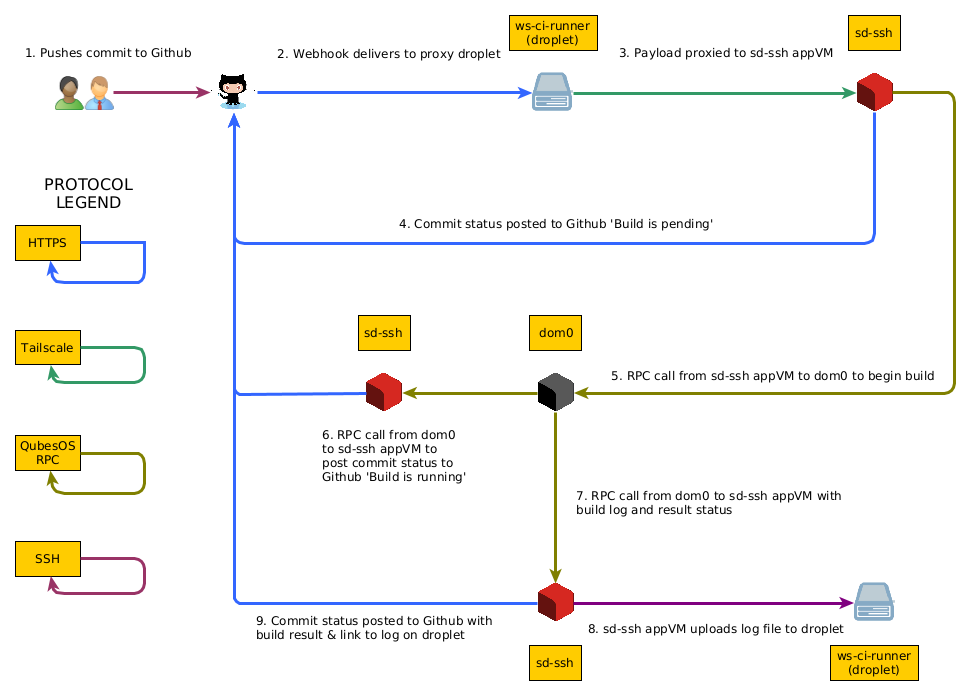 ws-ci-runner
(droplet)
sd-ssh
1. Pushes commit to Github
2. Webhook delivers to proxy droplet
3. Payload proxied to sd-ssh appVM
PROTOCOL
LEGEND
HTTPS
4. Commit status posted to Github 'Build is pending'
Tailscale
sd-ssh
dom0
5. RPC call from sd-ssh appVM to dom0 to begin build
6. RPC call from dom0
to sd-ssh appVM to
post commit status to
Github 'Build is running'
QubesOS
RPC
7. RPC call from dom0 to sd-ssh appVM with
build log and result status
SSH
9. Commit status posted to Github with
build result & link to log on droplet
8. sd-ssh appVM uploads log file to droplet
sd-ssh
ws-ci-runner
(droplet)